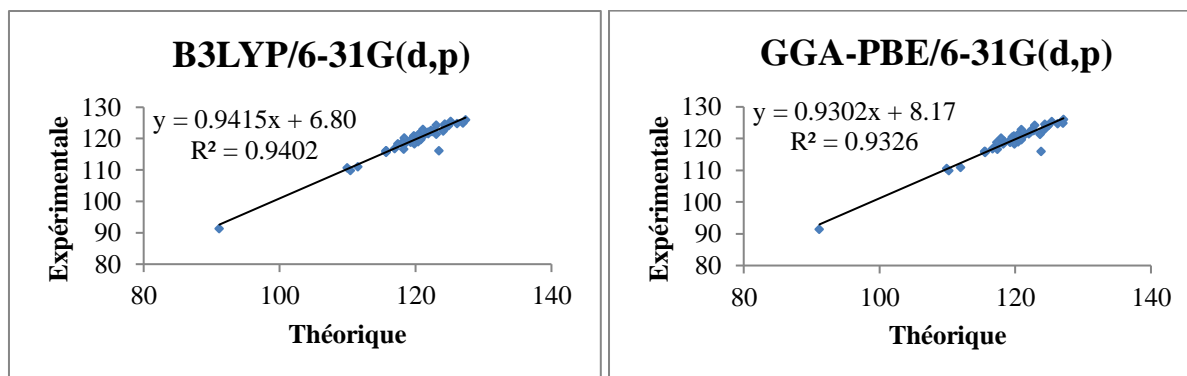 B3LYP/6-31G(d,p)
y = 0.9415x + 6.80
R² = 0.9402
130
120
110
100
90
80
80
100
120
140
Expérimentale
Théorique
GGA-PBE/6-31G(d,p)
y = 0.9302x + 8.17
R² = 0.9326
130
120
110
100
90
80
80
100
120
140
Expérimentale
Théorique